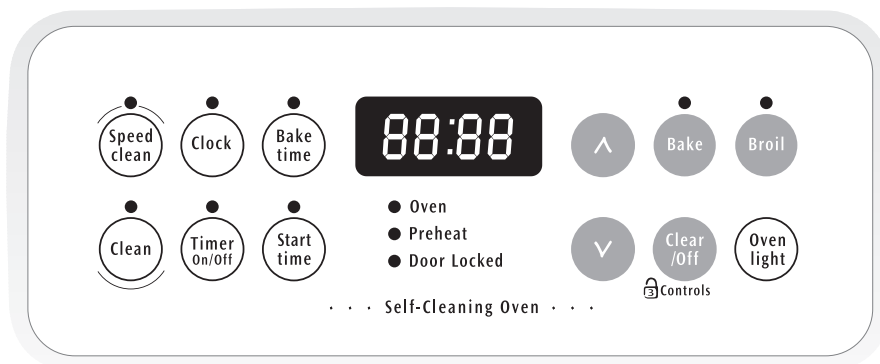 Speed
clean
Clock
Bake
time
88:88
Bake
Broil
Clean
Timer
On/Off
Start
time
Oven
Preheat
Door Locked
Clear
/Off
Oven
light
3 Controls
· · · Self-Cleaning Oven · · ·